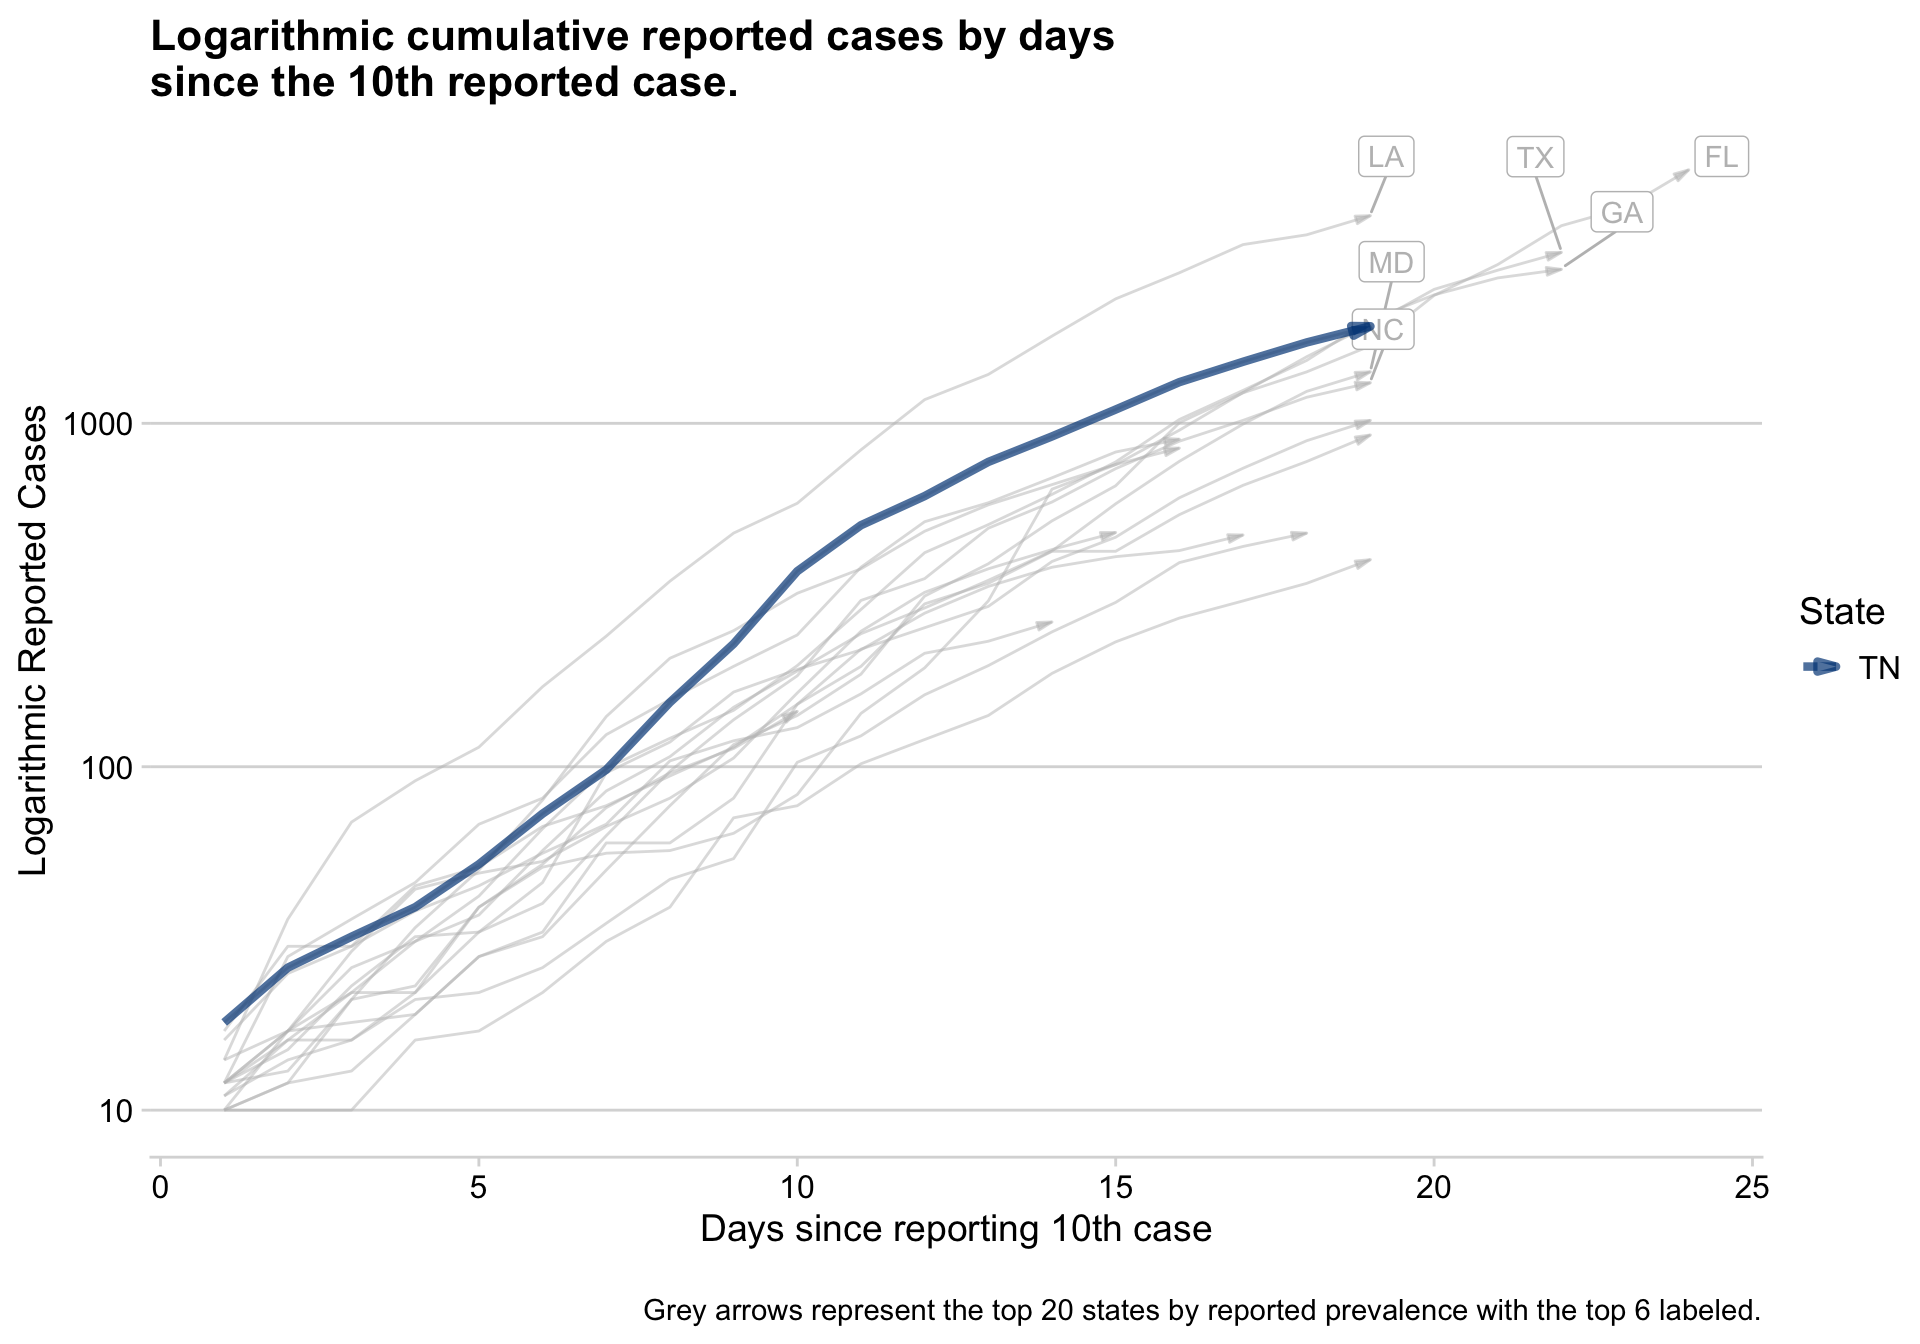 Logarithmic cumulative reported cases by days
since the 10th reported case.
LA
TX
FL
GA
MD
NC
Logarithmic Reported Cases
1000
100
10
State
TN
0 5 10 15 20 25
Days since reporting 10th case
Grey arrows represent the top 20 states by reported prevalence with the top 6 labeled.